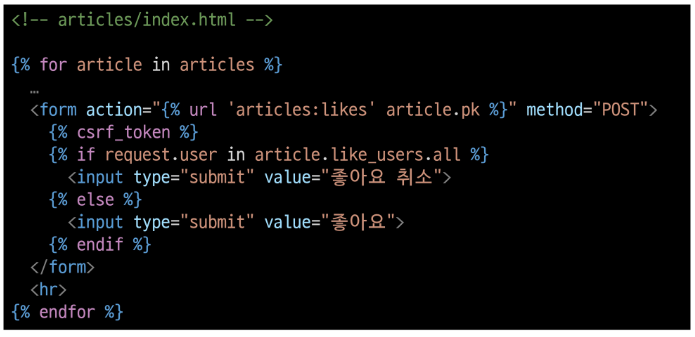 <!-- articles/index.html -->
{% for article in articles %}
…
<form action="{% url 'articles:likes' article.pk %}" method="POST">
{% csrf_token %}
{% if request.user in article.like_users.all %}
<input type="submit" value="좋아요 취소">
{% else %}
<input type="submit" value="좋아요">
{% endif %}
</form>
<hr>
{% endfor %}